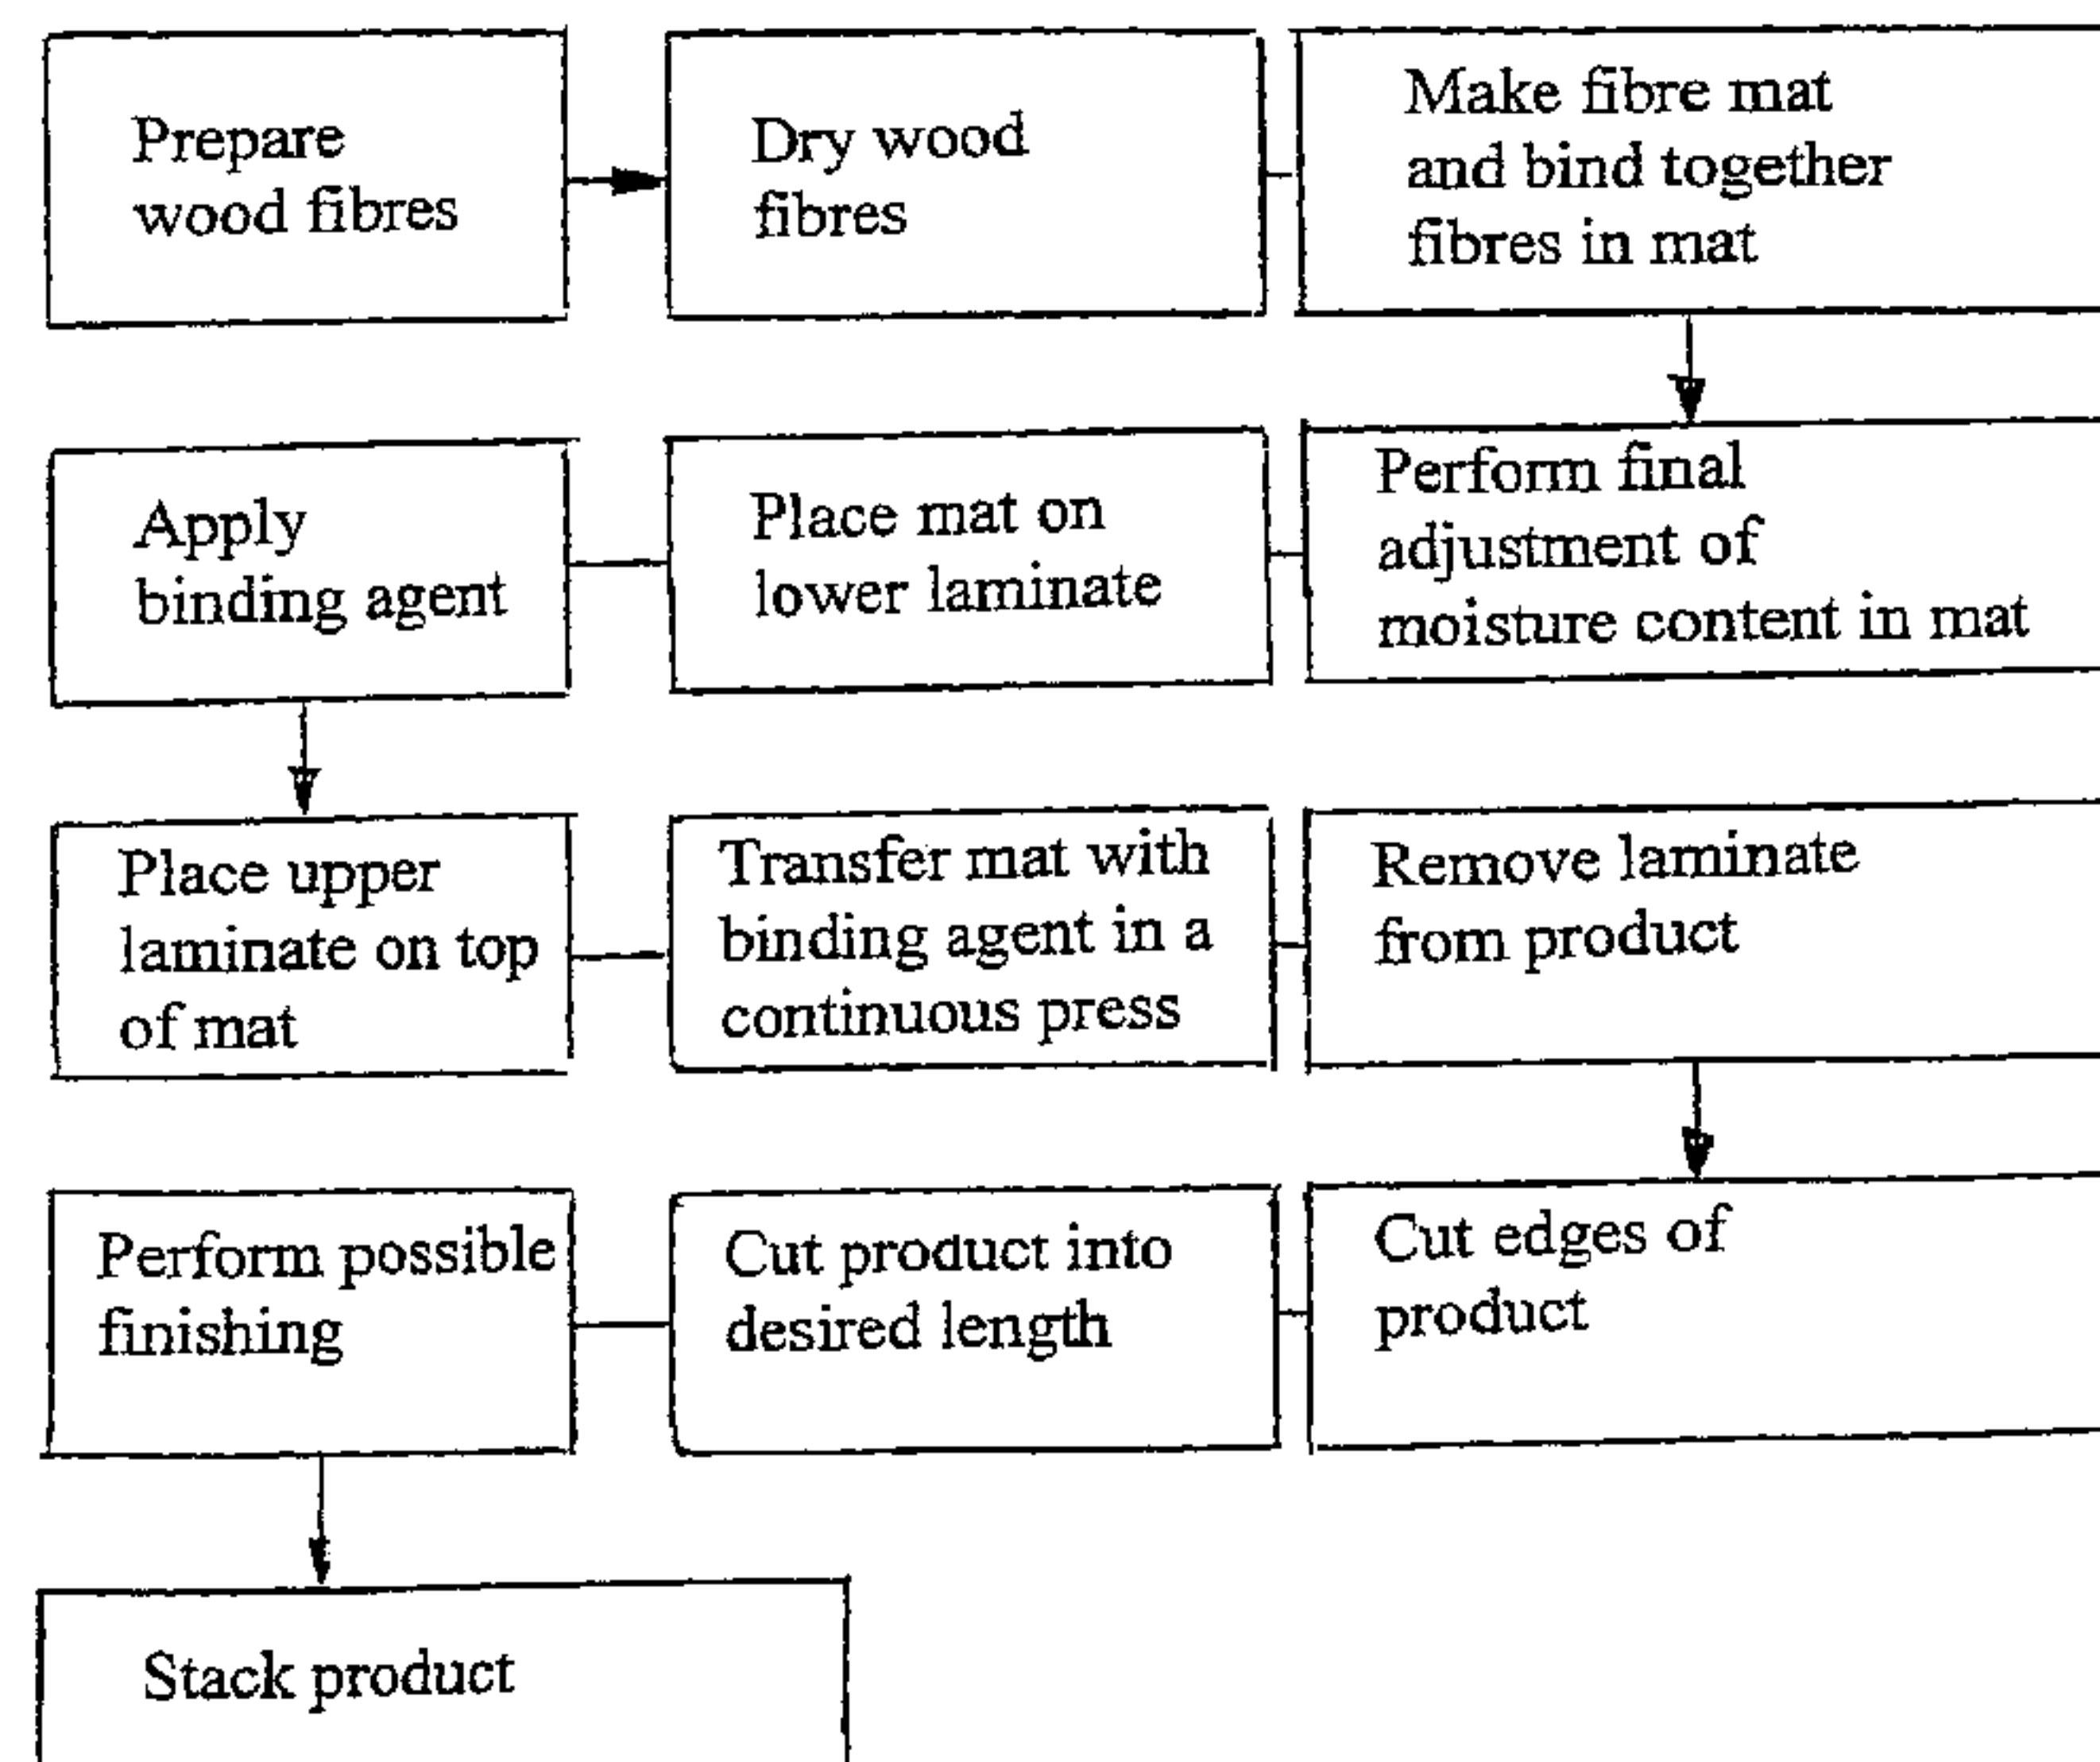 Prepare
wood fibres
Dry wood
fibres
Make fibre mat
and bind together
fibres in mat
Apply
binding agent
Place mat on
lower laminate
Perform final
adjustment of
moisture content in mat
Place upper
laminate on top
of mat
Transfer mat with
binding agent in a
continuous press
Remove laminate
from product
Perform possible
finishing
Cut product into
desired length
Cut edges of
product
Stack product